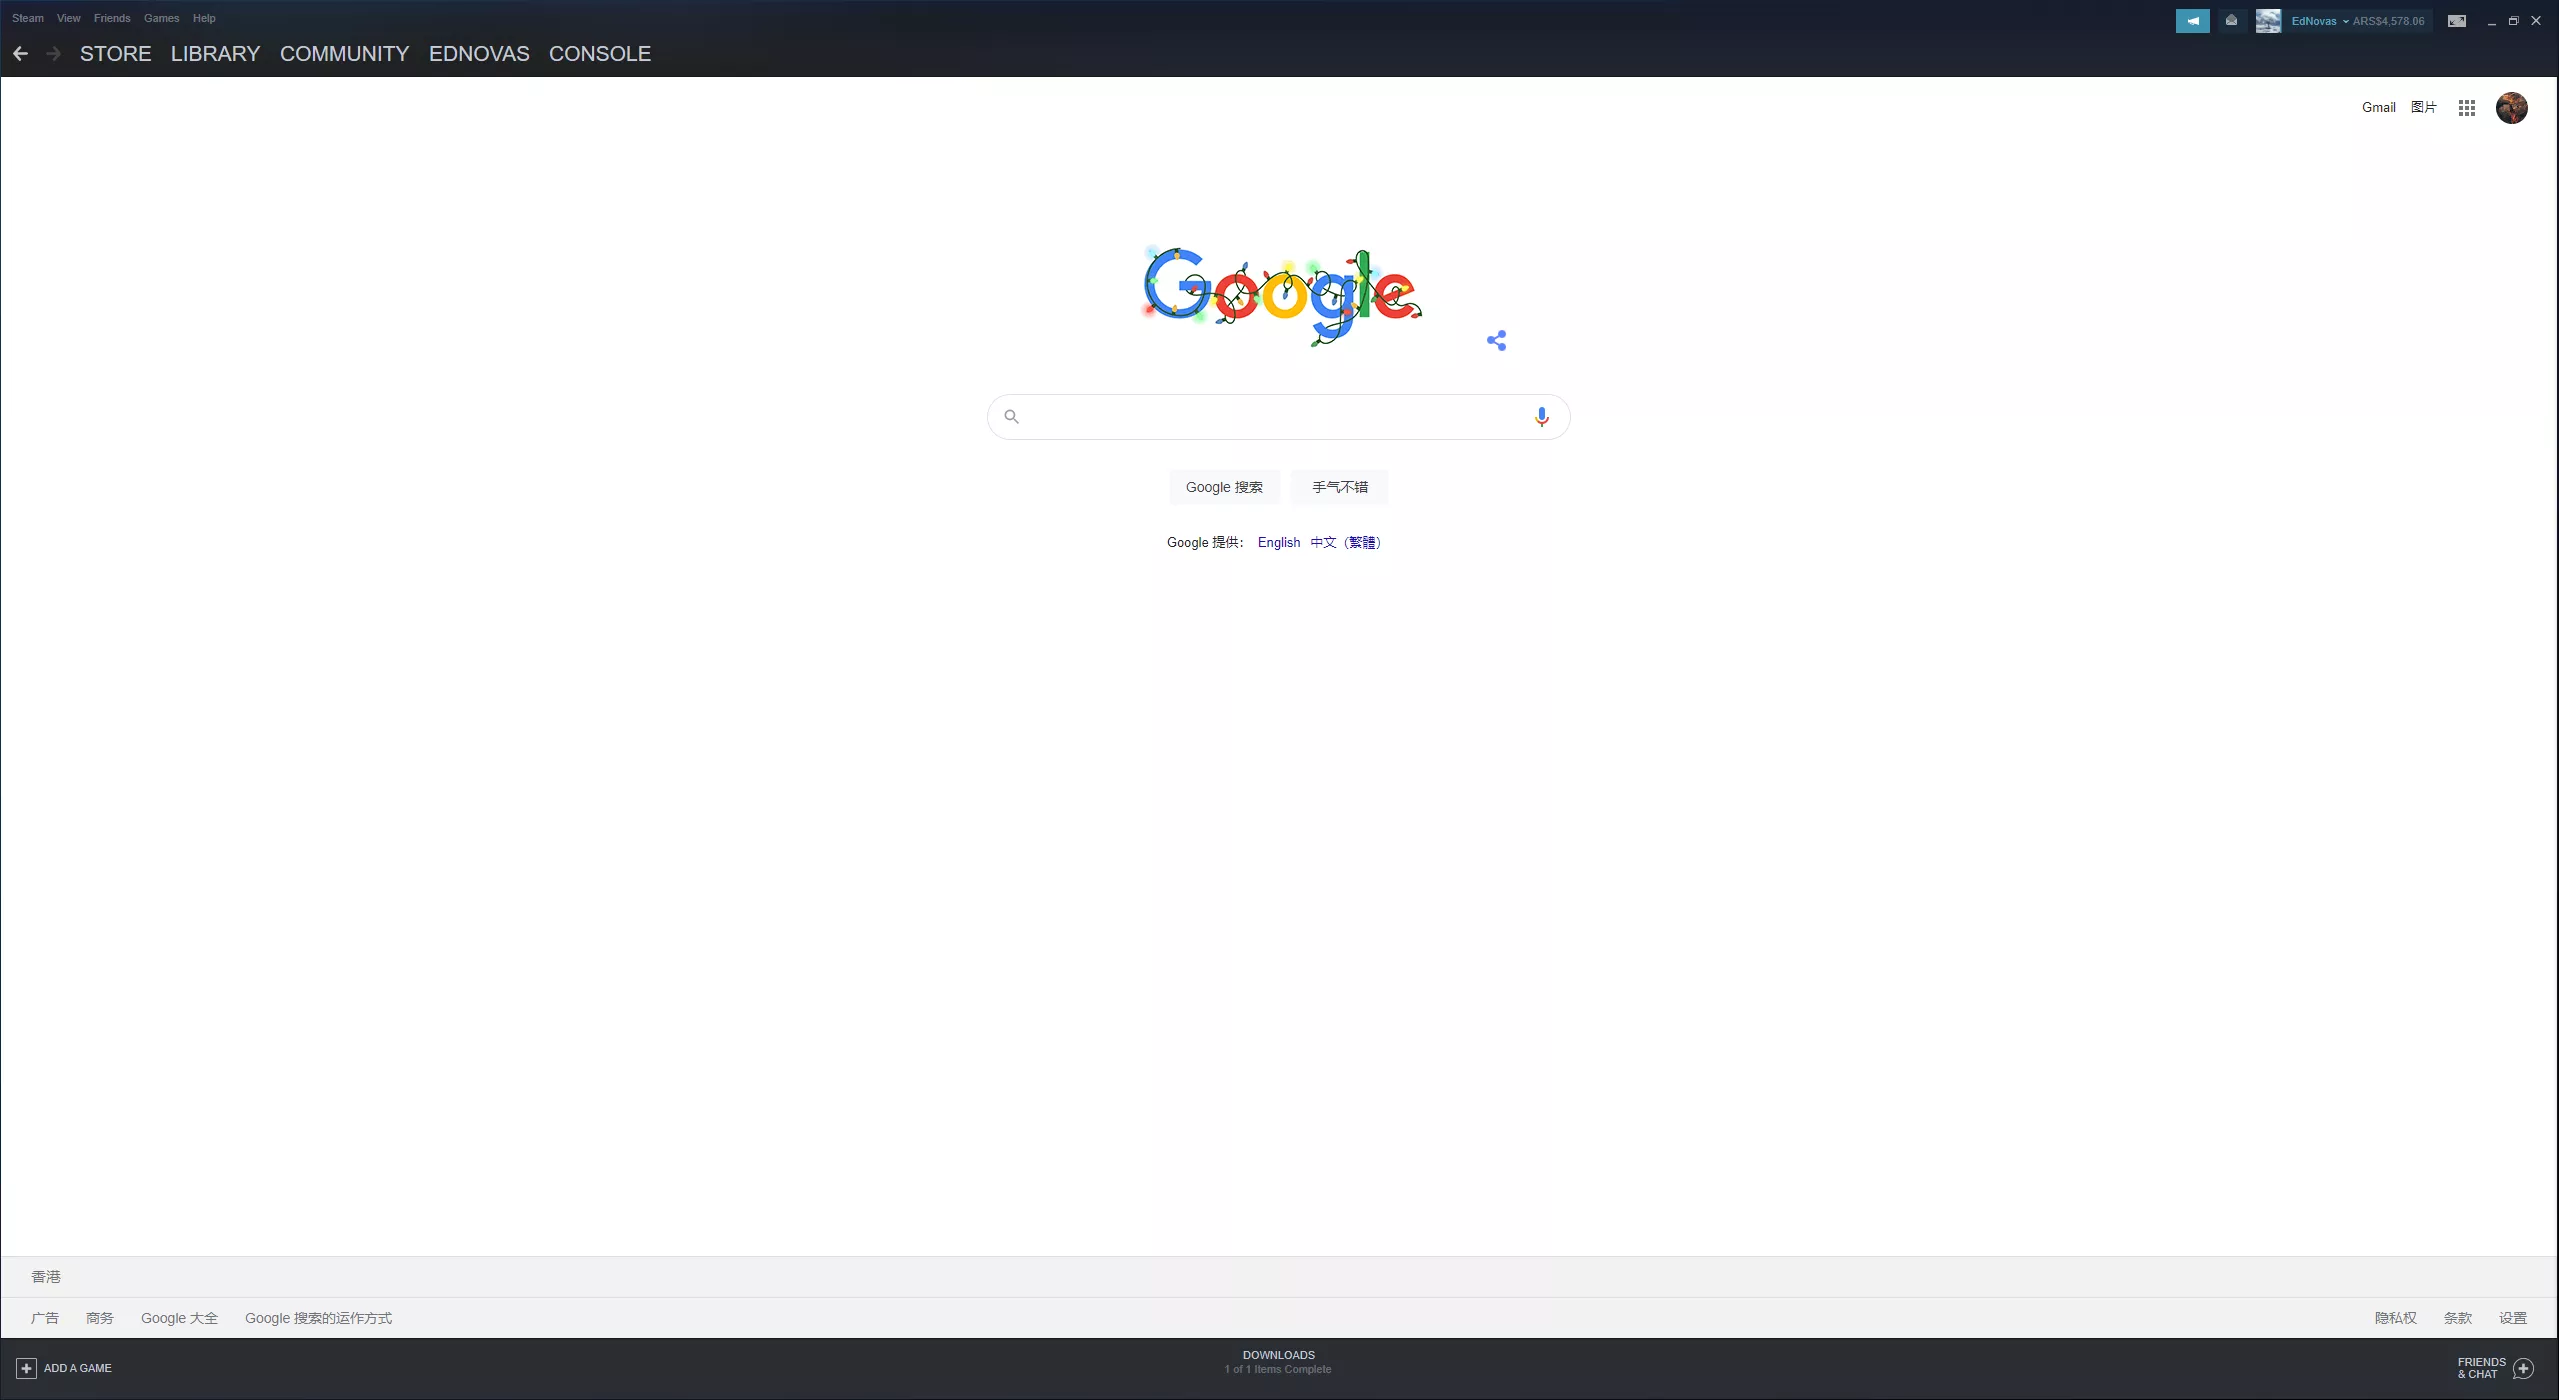 Steam View Friends Games Help
EdNovas ARS$4,578.06
STORE LIBRARY COMMUNITY EDNOVAS CONSOLE
Gmail 图片
Google
Google 搜索 手气不错
Google 提供： English 中文（繁體）
香港
广告 商务 Google 大全 Google 搜索的运作方式 隐私权 条款 设置
ADD A GAME
DOWNLOADS
1 of 1 Items Complete
FRIENDS
& CHAT